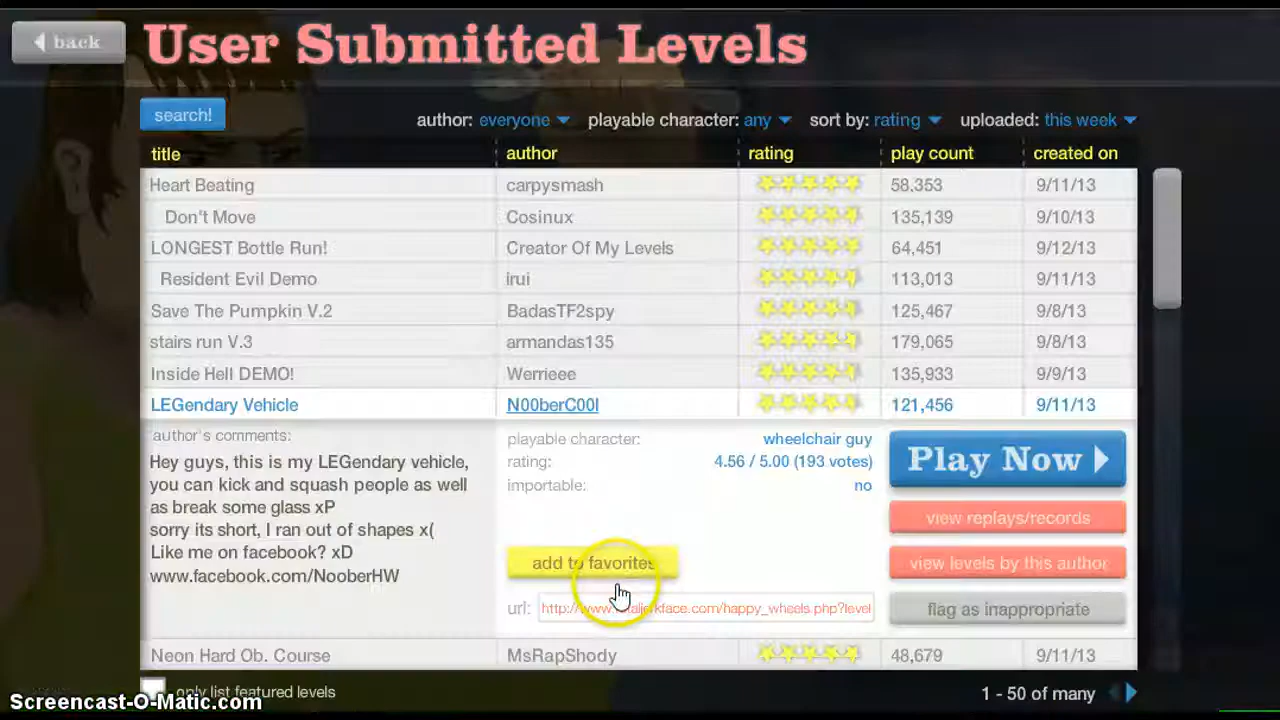 back
User Submitted Levels
search!
author: everyone playable character: any sort by: rating uploaded: this week
title author rating play count created on
Heart Beating carpysmash 58,353 9/11/13
Don't Move Cosinux 135,139 9/10/13
LONGEST Bottle Run! Creator Of My Levels 64,451 9/12/13
Resident Evil Demo irui 113,013 9/11/13
Save The Pumpkin V.2 BadasTF2spy 125,467 9/8/13
stairs run V.3 armandas135 179,065 9/8/13
Inside Hell DEMO! Werrieee 135,933 9/9/13
LEGendary Vehicle N00berC00l 121,456 9/11/13
author's comments:
Hey guys, this is my LEGendary vehicle,
you can kick and squash people as well
as break some glass xP
sorry its short, I ran out of shapes x(
Like me on facebook? xD
www.facebook.com/NooberHW
playable character: wheelchair guy
rating: 4.56 / 5.00 (193 votes)
importable: no
add to favorites
url:
Play Now
view replays/records
view levels by this author
flag as inappropriate
Neon Hard Ob. Course MsRapShody 48,679 9/11/13
only list featured levels
1 - 50 of many
Screencast-O-Matic.com